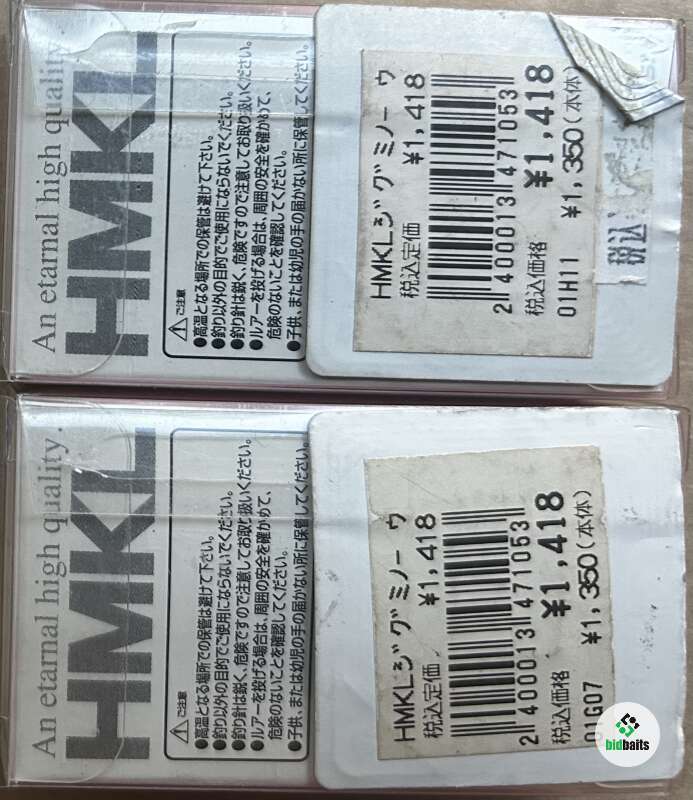 An etarnal high quality.
HMKL
ご注意
●高温となる場所での保管は避けて下さい。
●釣り以外の目的でご使用にならないでください。
●釣り針は鋭く、危険ですので注意してお取り扱いください。
●ルアーを投げる場合は、周囲の安全を確かめて、
危険のないことを確認してください。
●子供、または幼児の手の届かない所に保管してください。
HMKLジグミノーウ
税込定価 ¥1,418
2 400013 471053
税込価格 ¥1,418
¥1,350(本体)
01H11
税込
An etarnal high quality.
HMKL
ご注意
●高温となる場所での保管は避けて下さい。
●釣り以外の目的でご使用にならないでください。
●釣り針は鋭く、危険ですので注意してお取り扱いください。
●ルアーを投げる場合は、周囲の安全を確かめて、
危険のないことを確認してください。
●子供、または幼児の手の届かない所に保管してください。
HMKLジグミノーウ
税込定価 ¥1,418
2 400013 471053
税込価格 ¥1,418
¥1,350(本体)
01G07
bidbaits